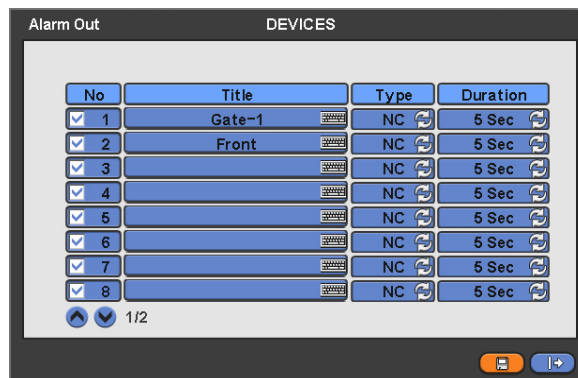 Alarm Out DEVICES
No Title Type Duration
1 Gate-1 NC 5 Sec
2 Front NC 5 Sec
3 NC 5 Sec
4 NC 5 Sec
5 NC 5 Sec
6 NC 5 Sec
7 NC 5 Sec
8 NC 5 Sec
1/2